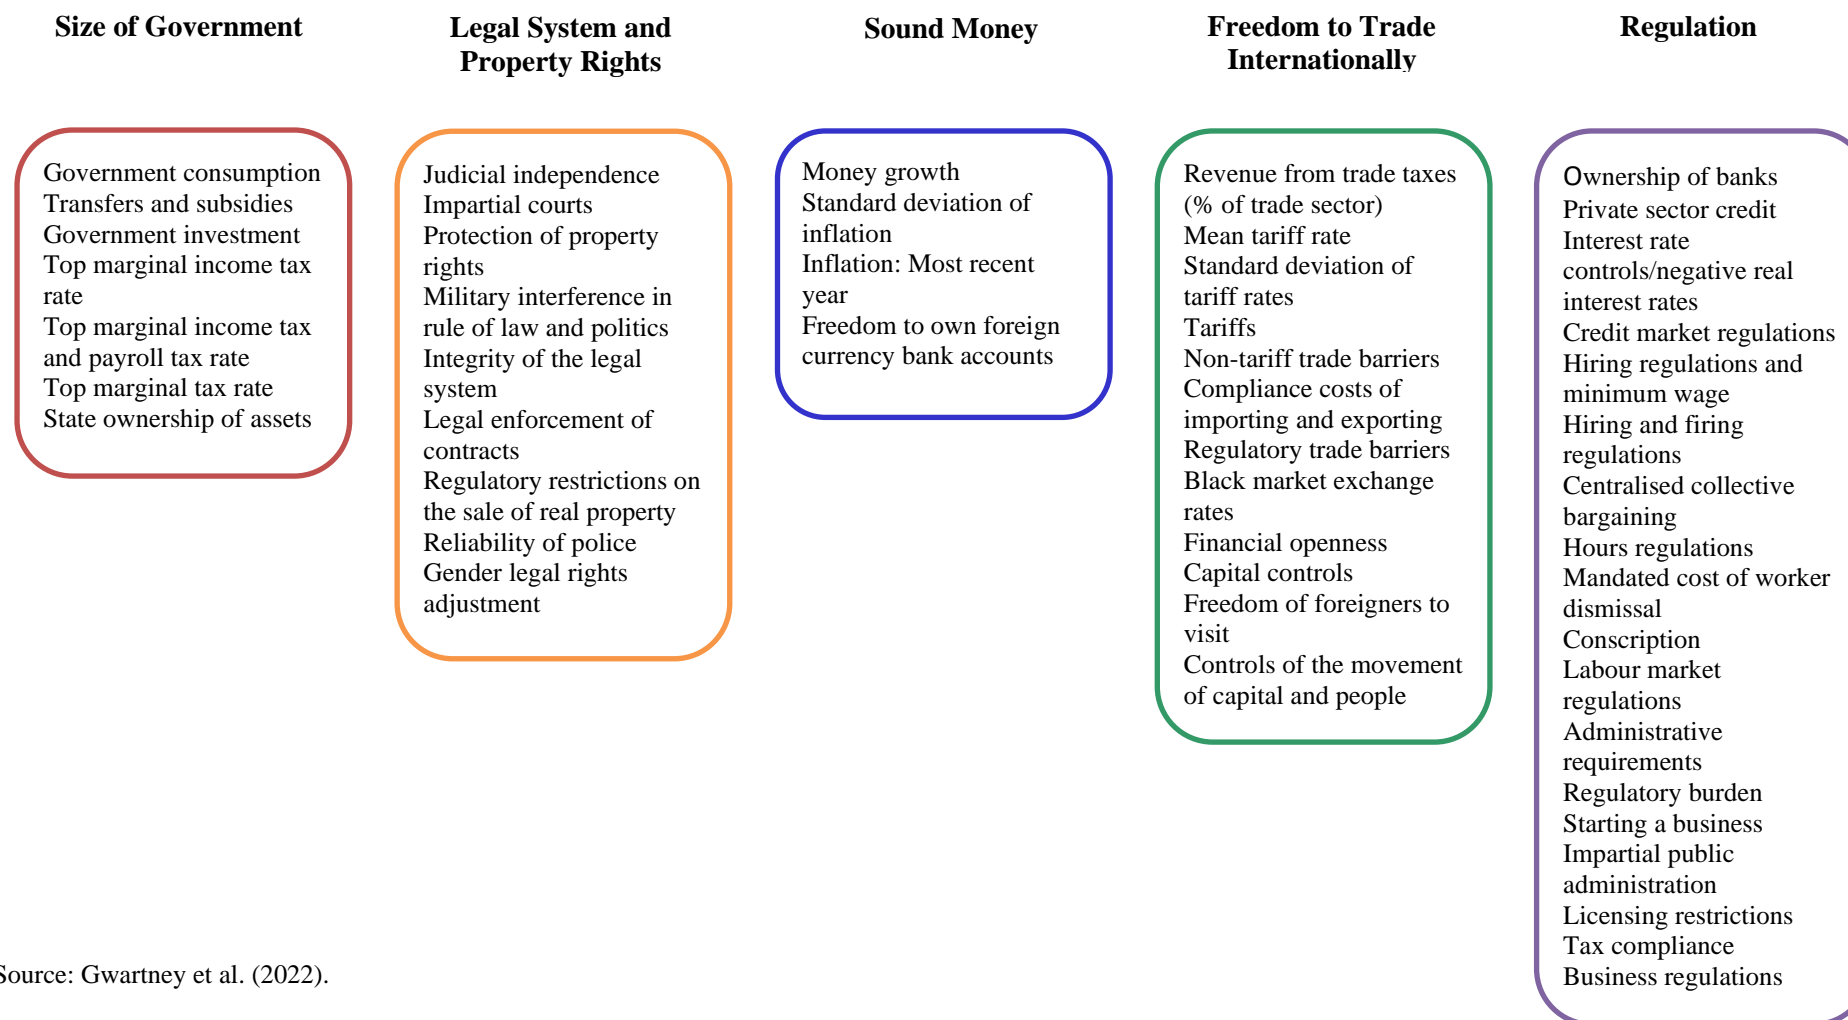 Size of Government
Legal System and
Property Rights
Sound Money
Freedom to Trade
Internationally
Regulation
Government consumption
Transfers and subsidies
Government investment
Top marginal income tax
rate
Top marginal income tax
and payroll tax rate
Top marginal tax rate
State ownership of assets
Judicial independence
Impartial courts
Protection of property
rights
Military interference in
rule of law and politics
Integrity of the legal
system
Legal enforcement of
contracts
Regulatory restrictions on
the sale of real property
Reliability of police
Gender legal rights
adjustment
Money growth
Standard deviation of
inflation
Inflation: Most recent
year
Freedom to own foreign
currency bank accounts
Revenue from trade taxes
(% of trade sector)
Mean tariff rate
Standard deviation of
tariff rates
Tariffs
Non-tariff trade barriers
Compliance costs of
importing and exporting
Regulatory trade barriers
Black market exchange
rates
Financial openness
Capital controls
Freedom of foreigners to
visit
Controls of the movement
of capital and people
Ownership of banks
Private sector credit
Interest rate
controls/negative real
interest rates
Credit market regulations
Hiring regulations and
minimum wage
Hiring and firing
regulations
Centralised collective
bargaining
Hours regulations
Mandated cost of worker
dismissal
Conscription
Labour market
regulations
Administrative
requirements
Regulatory burden
Starting a business
Impartial public
administration
Licensing restrictions
Tax compliance
Business regulations
Source: Gwartney et al. (2022).